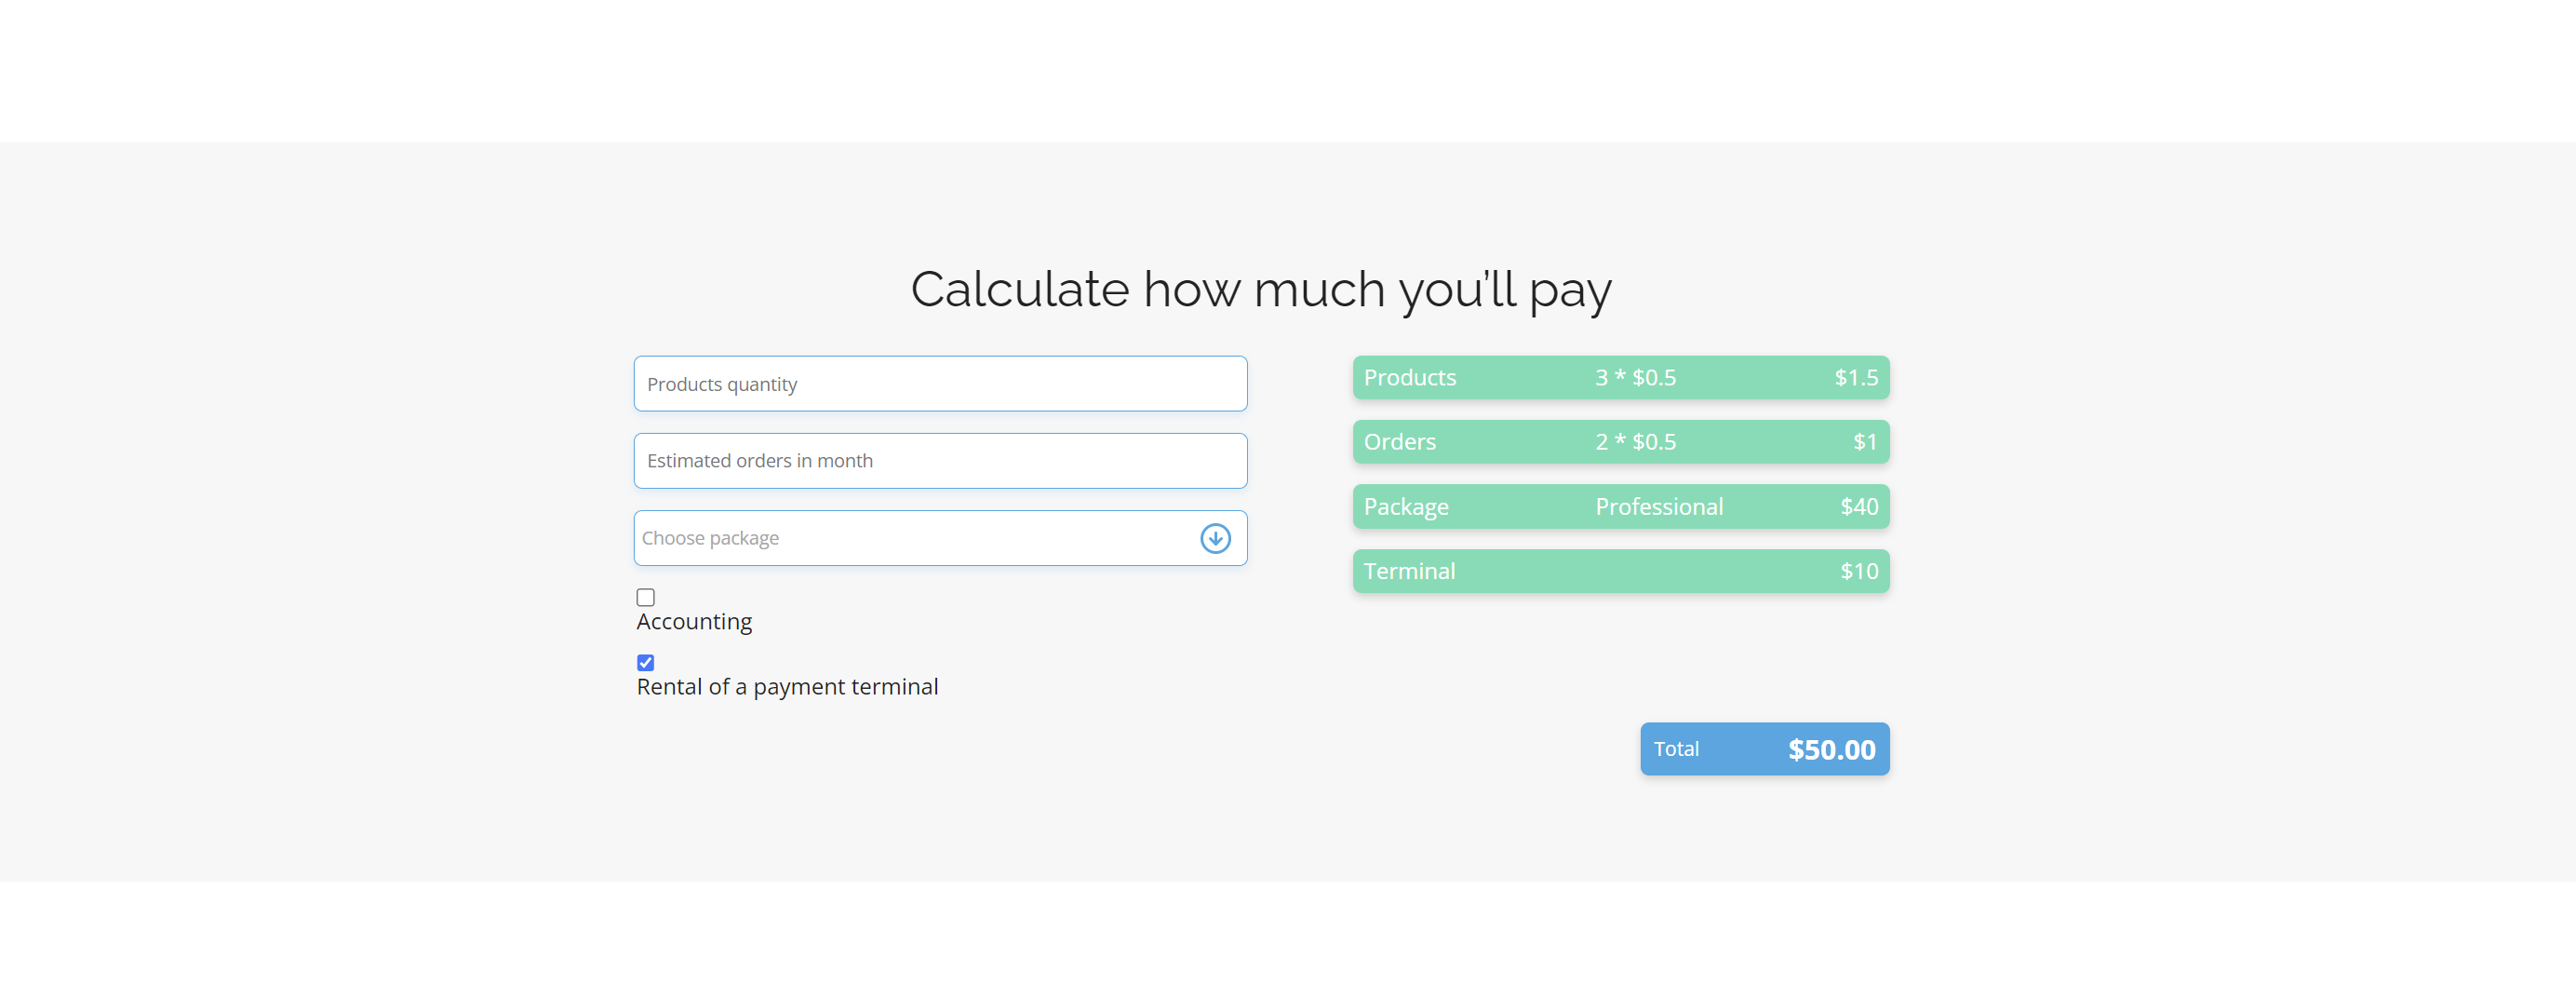 Calculate how much you’ll pay
Products quantity
Estimated orders in month
Choose package
Accounting
Rental of a payment terminal
Products 3 * $0.5 $1.5
Orders 2 * $0.5 $1
Package Professional $40
Terminal $10
Total $50.00